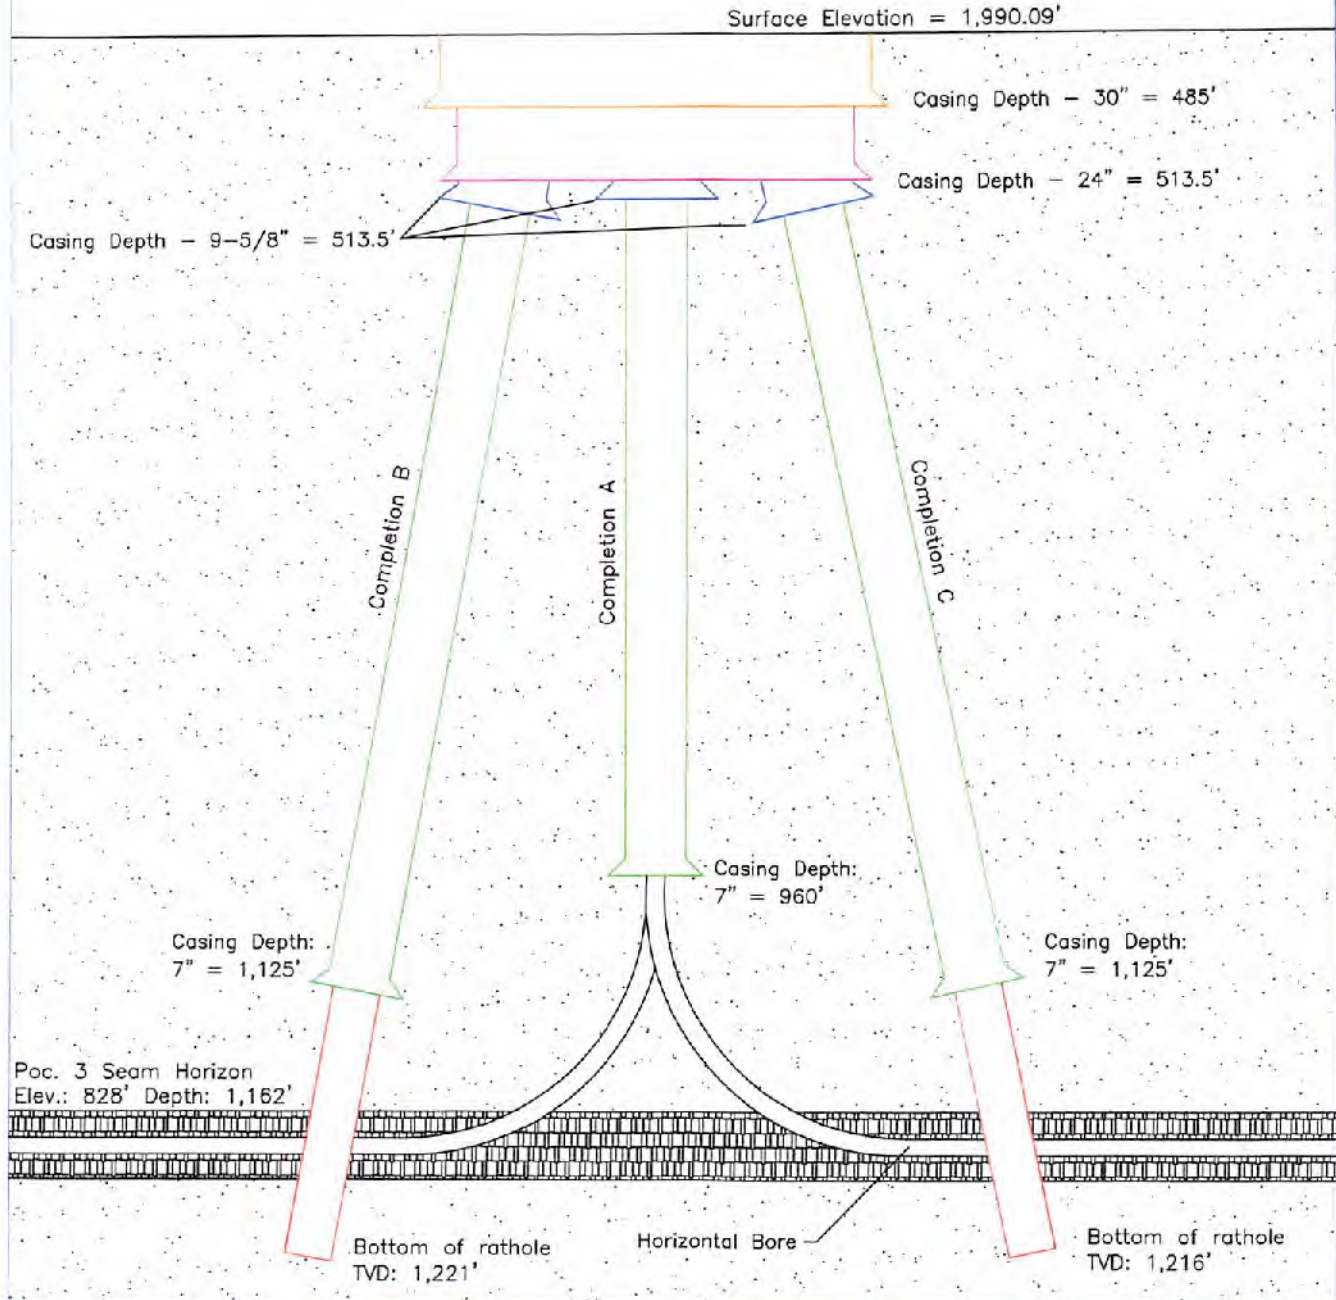 Surface Elevation = 1,990.09'
Casing Depth - 30" = 485'
Casing Depth - 24" = 513.5'
Casing Depth - 9-5/8" = 513.5'
Completion B
Completion A
Completion C
Casing Depth:
7" = 960'
Casing Depth:
7" = 1,125'
Casing Depth:
7" = 1,125'
Poc. 3 Seam Horizon
Elev.: 828' Depth: 1,162'
Bottom of rathole
TVD: 1,221'
Horizontal Bore
Bottom of rathole
TVD: 1,216'